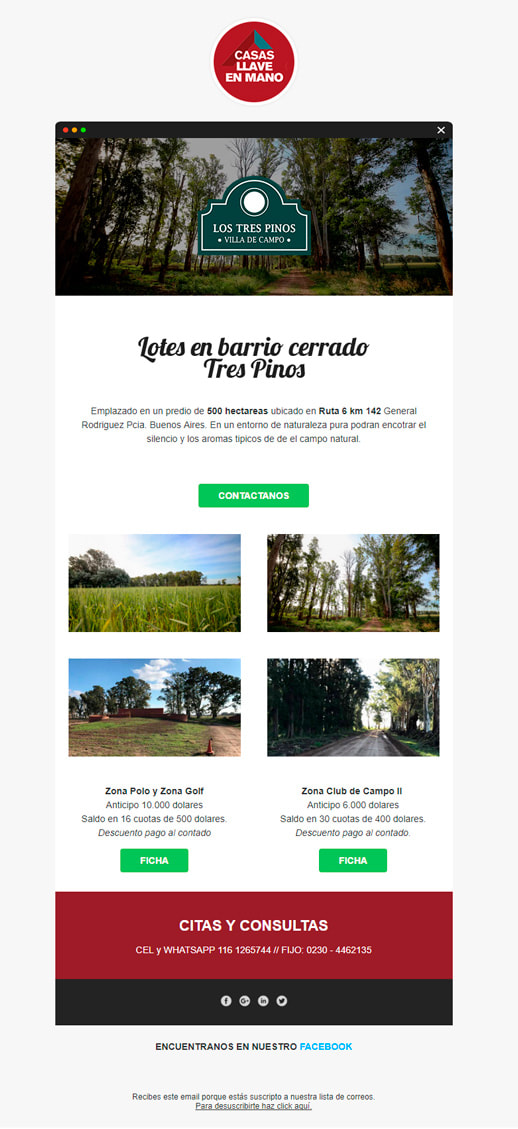 CASAS
LLAVE
EN MANO
LOS TRES PINOS
• VILLA DE CAMPO •
Lotes en barrio cerrado
Tres Pinos
Emplazado en un predio de 500 hectareas ubicado en Ruta 6 km 142 General
Rodriguez Pcia. Buenos Aires. En un entorno de naturaleza pura podran encotrar el
silencio y los aromas tipicos de de el campo natural.
CONTACTANOS
Zona Polo y Zona Golf
Anticipo 10.000 dolares
Saldo en 16 cuotas de 500 dolares.
Descuento pago al contado
FICHA
Zona Club de Campo II
Anticipo 6.000 dolares
Saldo en 30 cuotas de 400 dolares.
Descuento pago al contado.
FICHA
CITAS Y CONSULTAS
CEL y WHATSAPP 116 1265744 // FIJO: 0230 - 4462135
ENCUENTRANOS EN NUESTRO FACEBOOK
Recibes este email porque estás suscripto a nuestra lista de correos.
Para desuscribirte haz click aquí.